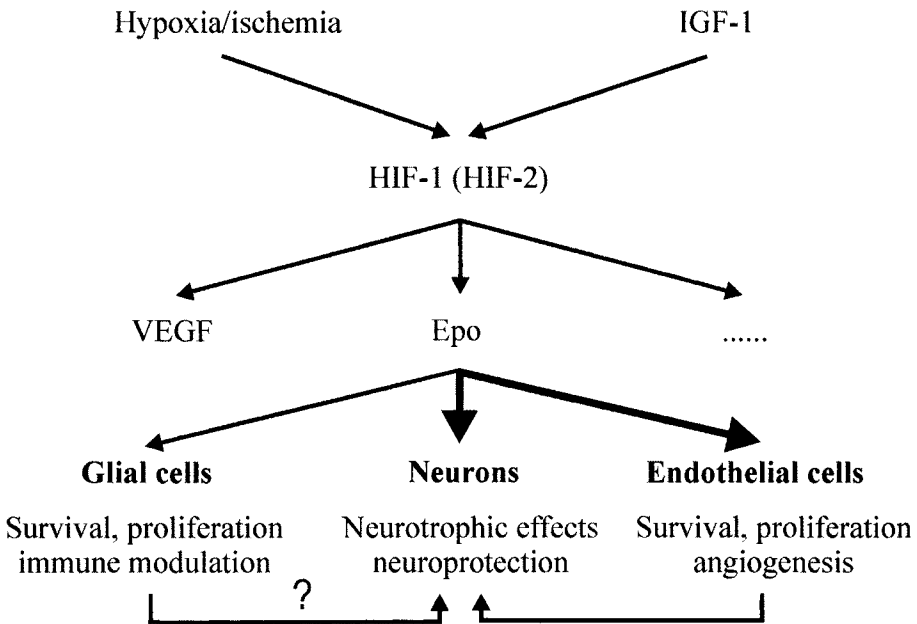 Hypoxia/ischemia IGF-1
HIF-1 (HIF-2)
VEGF Epo ......
Glial cells Neurons Endothelial cells
Survival, proliferation Neurotrophic effects Survival, proliferation
immune modulation neuroprotection angiogenesis
?